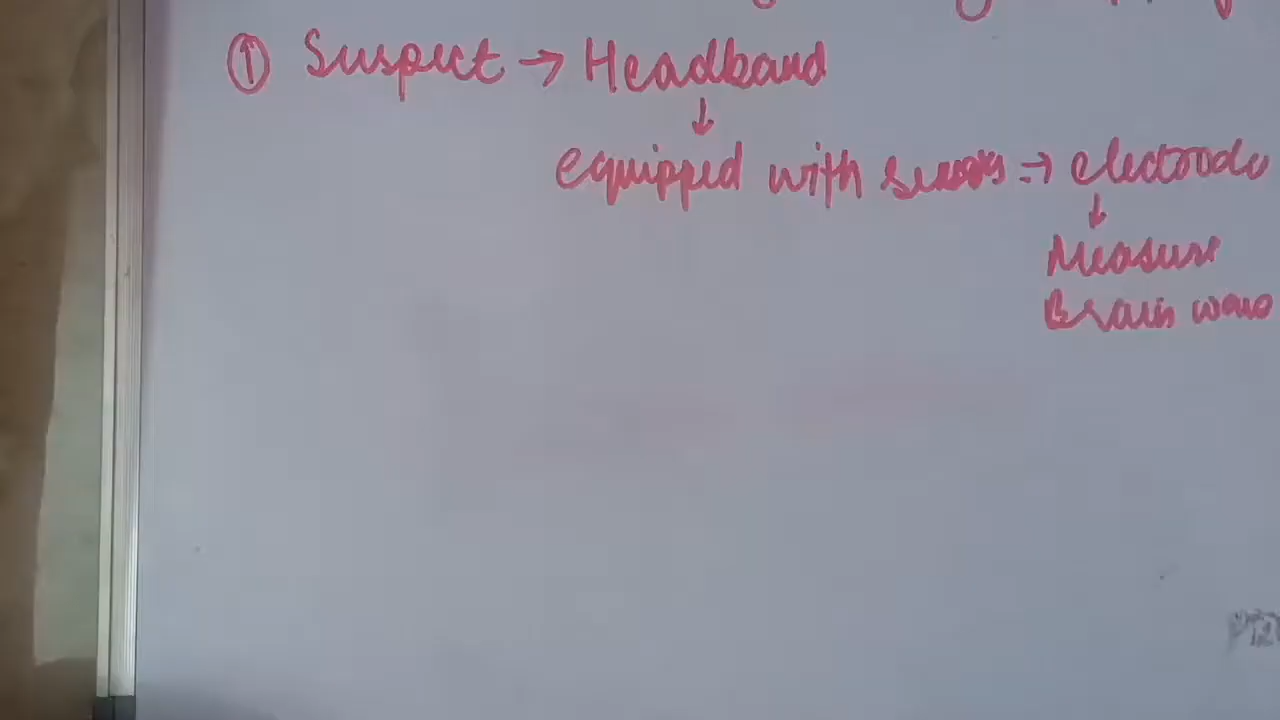 ① Suspect → Headband
↓
equipped with sensors => electrode
↓
Measure
Brain wave